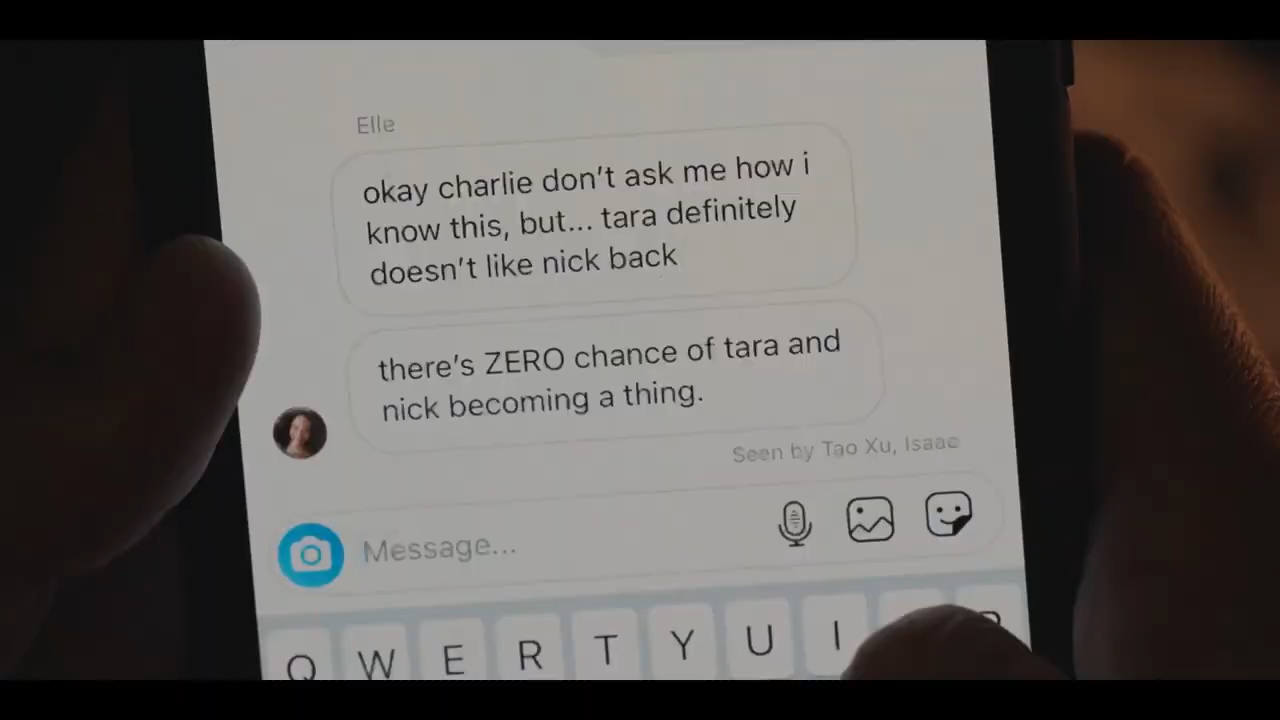 Elle
okay charlie don't ask me how i
know this, but... tara definitely
doesn't like nick back
there's ZERO chance of tara and
nick becoming a thing.
Seen by Tao Xu, Isaac
Message...
Q W E R T Y U I P